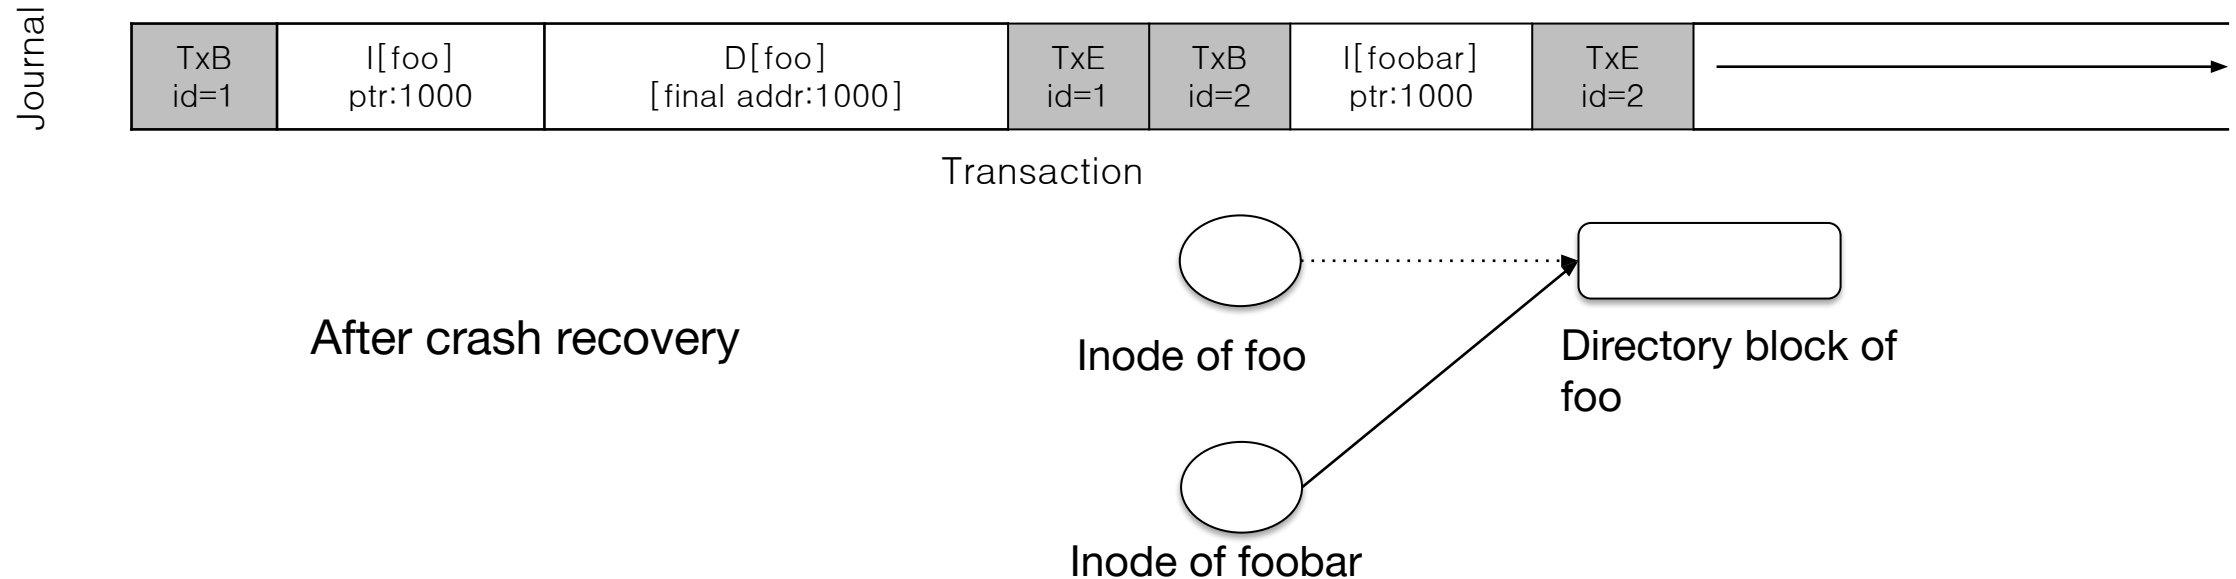 Journal
TxB
id=1
I[foo]
ptr:1000
D[foo]
[final addr:1000]
TxE
id=1
TxB
id=2
I[foobar]
ptr:1000
TxE
id=2
Transaction
After crash recovery
Inode of foo
Directory block of
foo
Inode of foobar